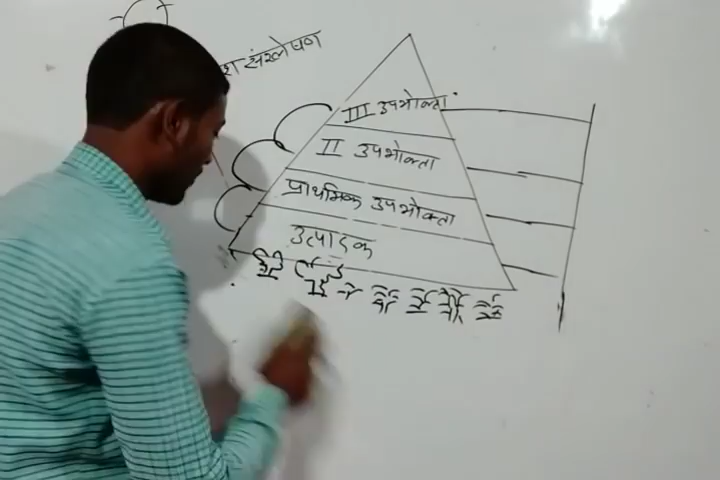 संश्लेषण
III उपभोक्ता
II उपभोक्ता
प्राथमिक उपभोक्ता
उत्पादक